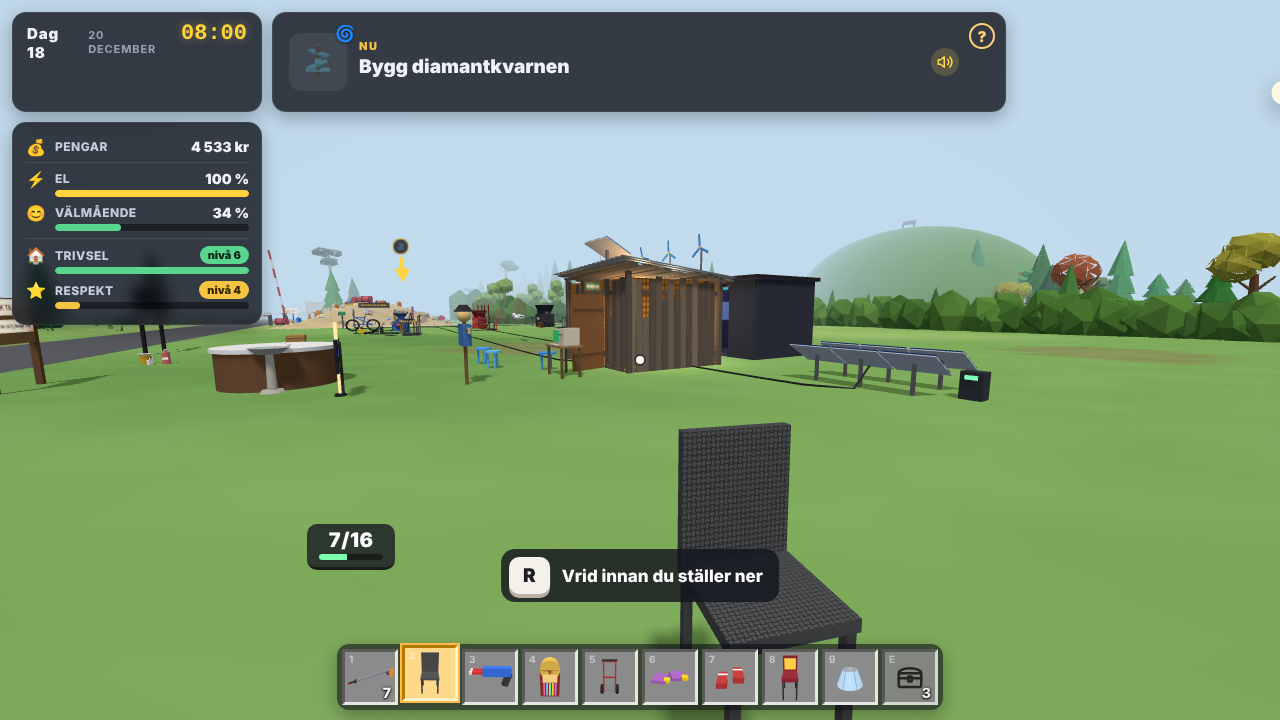 Dag 18
20 DECEMBER
08:00
NU
Bygg diamantkvarnen
?
PENGAR 4 533 kr
EL 100 %
VÄLMÅENDE 34 %
TRIVSEL nivå 6
RESPEKT nivå 4
7/16
R Vrid innan du ställer ner
1 2 3 4 5 6 7 8 9 E
7 3